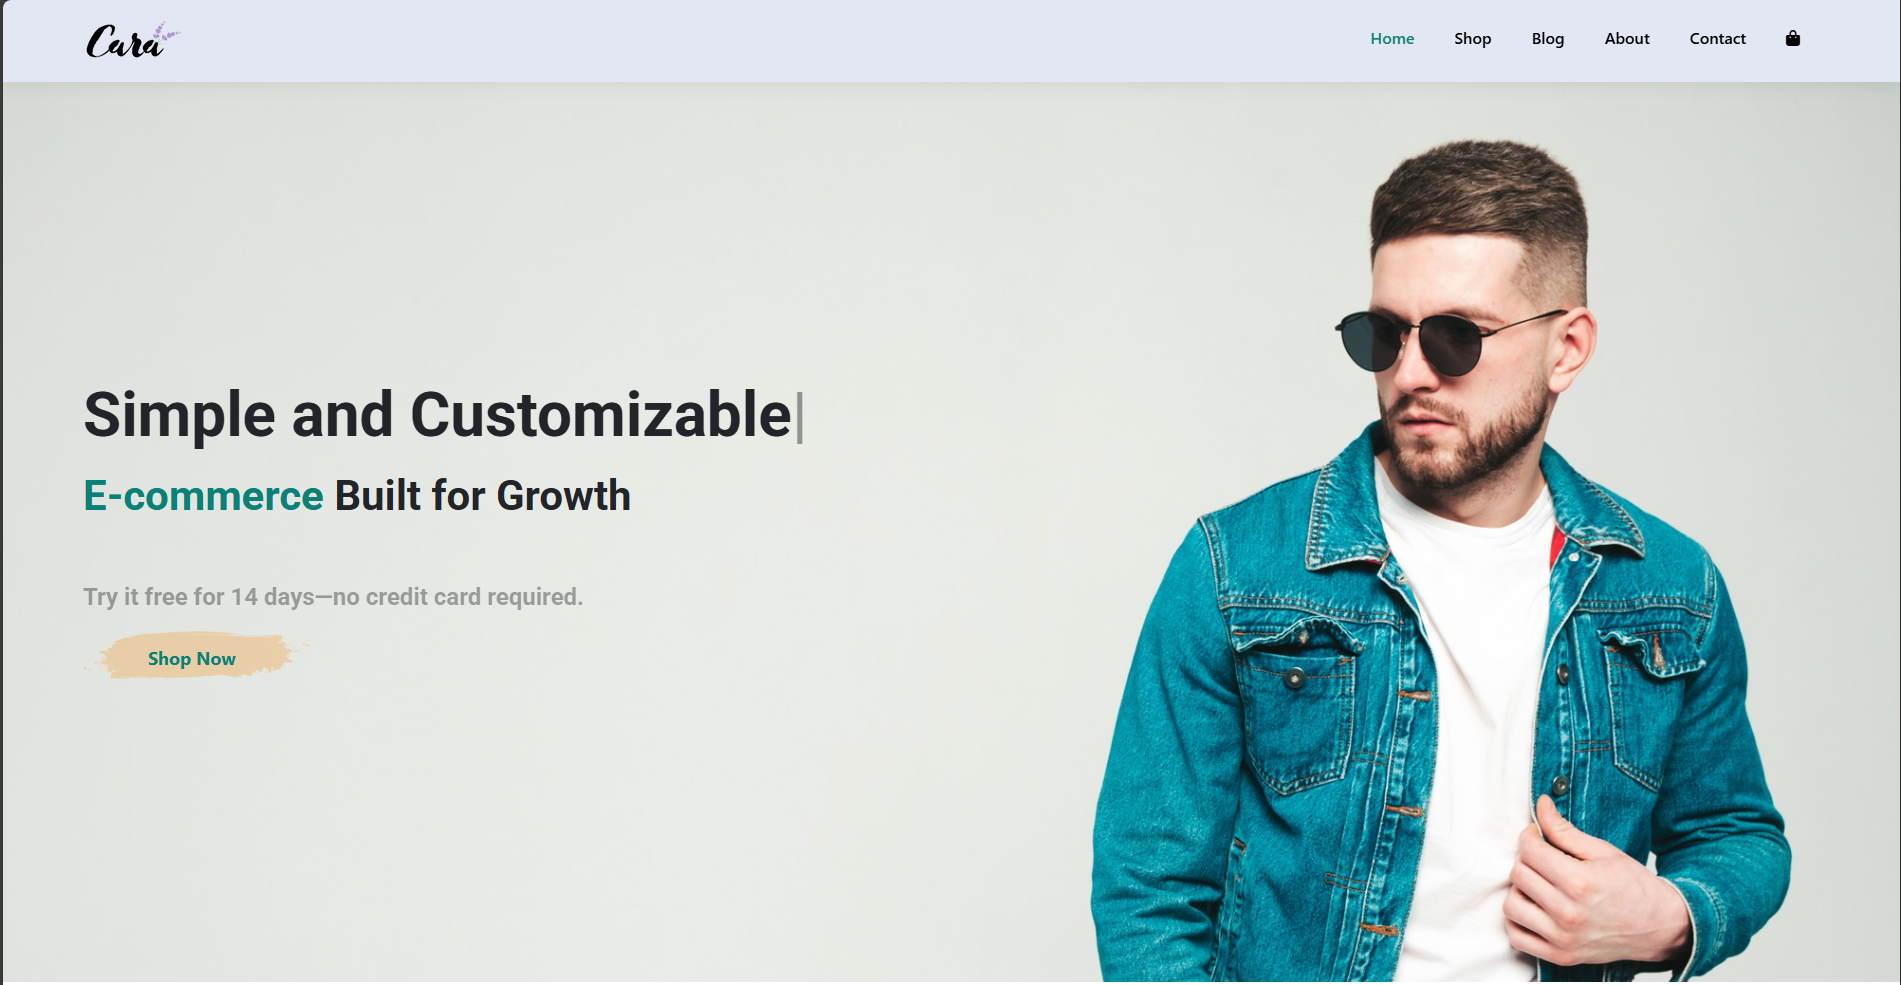 Cara
Home Shop Blog About Contact
Simple and Customizable|
E-commerce Built for Growth
Try it free for 14 days—no credit card required.
Shop Now